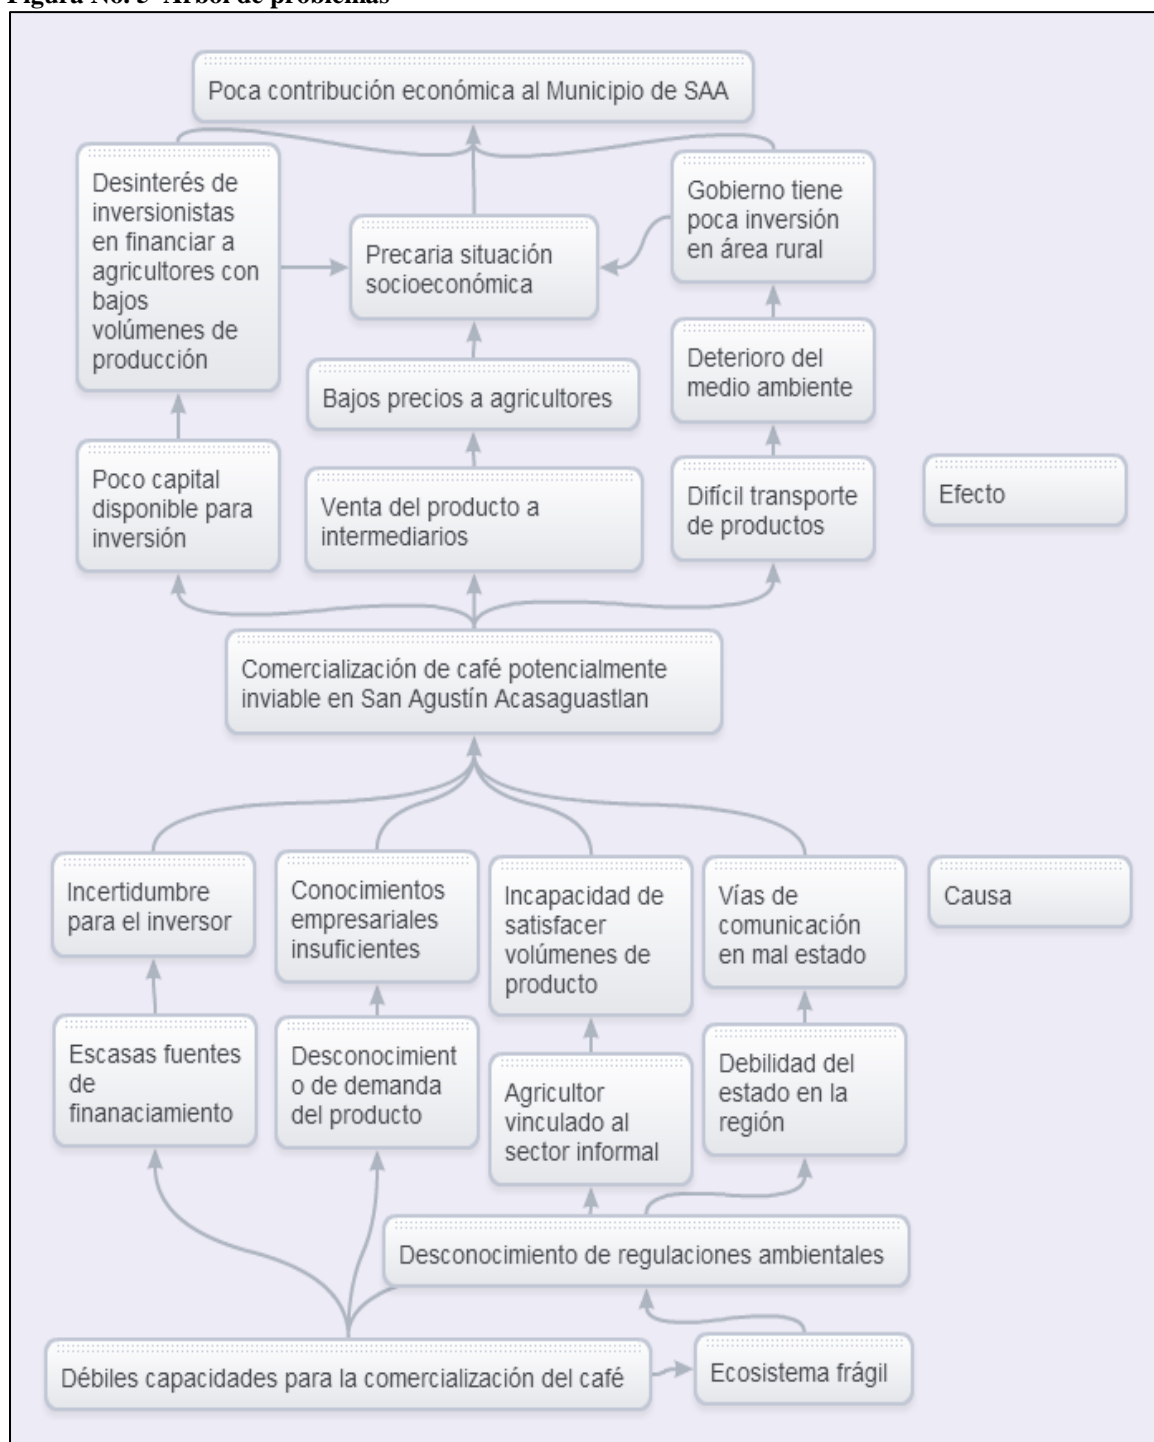 Figura No. 3 Árbol de problemas
Poca contribución económica al Municipio de SAA
Desinterés de
inversionistas
en financiar a
agricultores con
bajos
volúmenes de
producción
Precaria situación
socioeconómica
Gobierno tiene
poca inversión
en área rural
Bajos precios a agricultores
Deterioro del
medio ambiente
Poco capital
disponible para
inversión
Venta del producto a
intermediarios
Difícil transporte
de productos
Efecto
Comercialización de café potencialmente
inviable en San Agustín Acasaguastlan
Incertidumbre
para el inversor
Conocimientos
empresariales
insuficientes
Incapacidad de
satisfacer
volúmenes de
producto
Vías de
comunicación
en mal estado
Causa
Escasas fuentes
de
finanaciamiento
Desconocimient
o de demanda
del producto
Agricultor
vinculado al
sector informal
Debilidad del
estado en la
región
Desconocimiento de regulaciones ambientales
Débiles capacidades para la comercialización del café
Ecosistema frágil